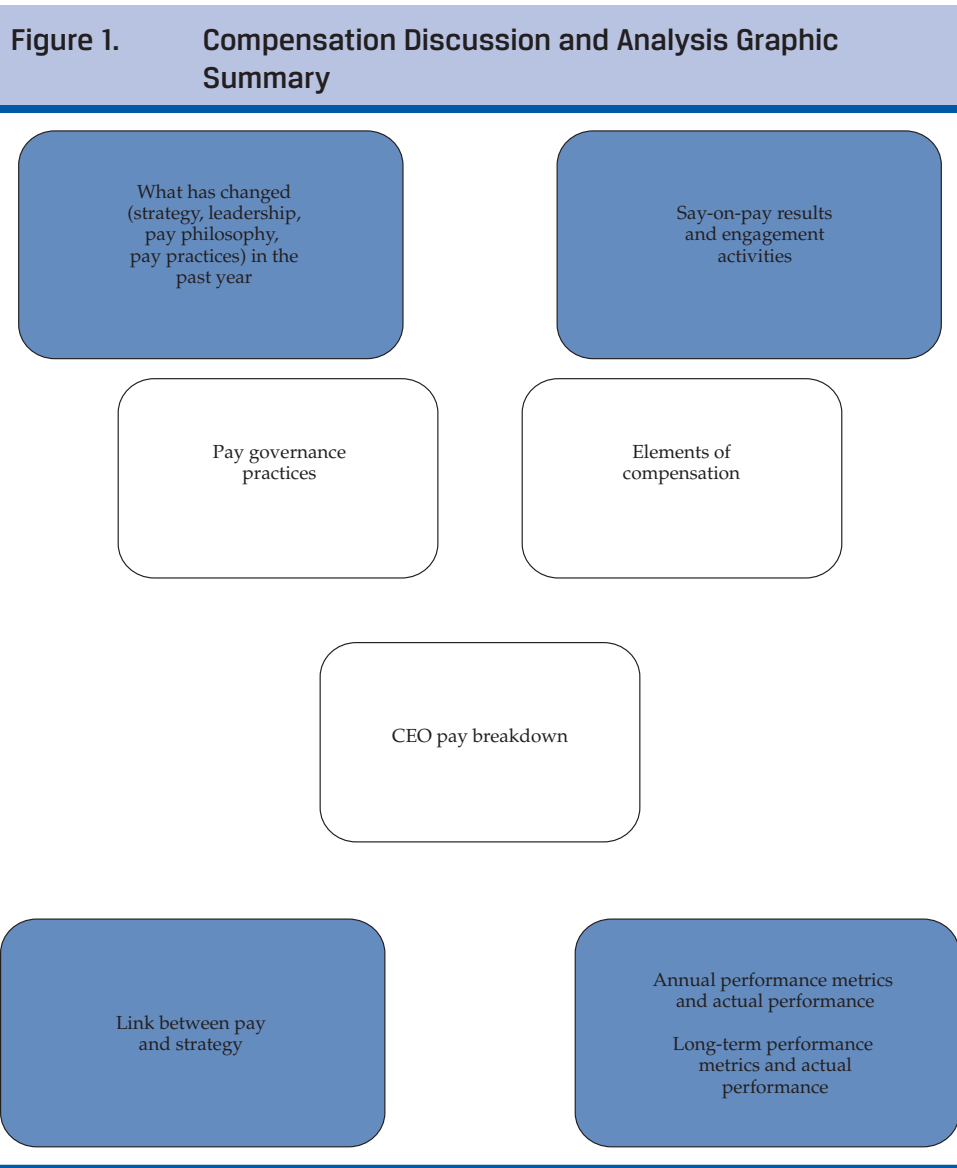 Figure 1. Compensation Discussion and Analysis Graphic
Summary
What has changed
(strategy, leadership,
pay philosophy,
pay practices) in the
past year
Say-on-pay results
and engagement
activities
Pay governance
practices
Elements of
compensation
CEO pay breakdown
Link between pay
and strategy
Annual performance metrics
and actual performance
Long-term performance
metrics and actual
performance